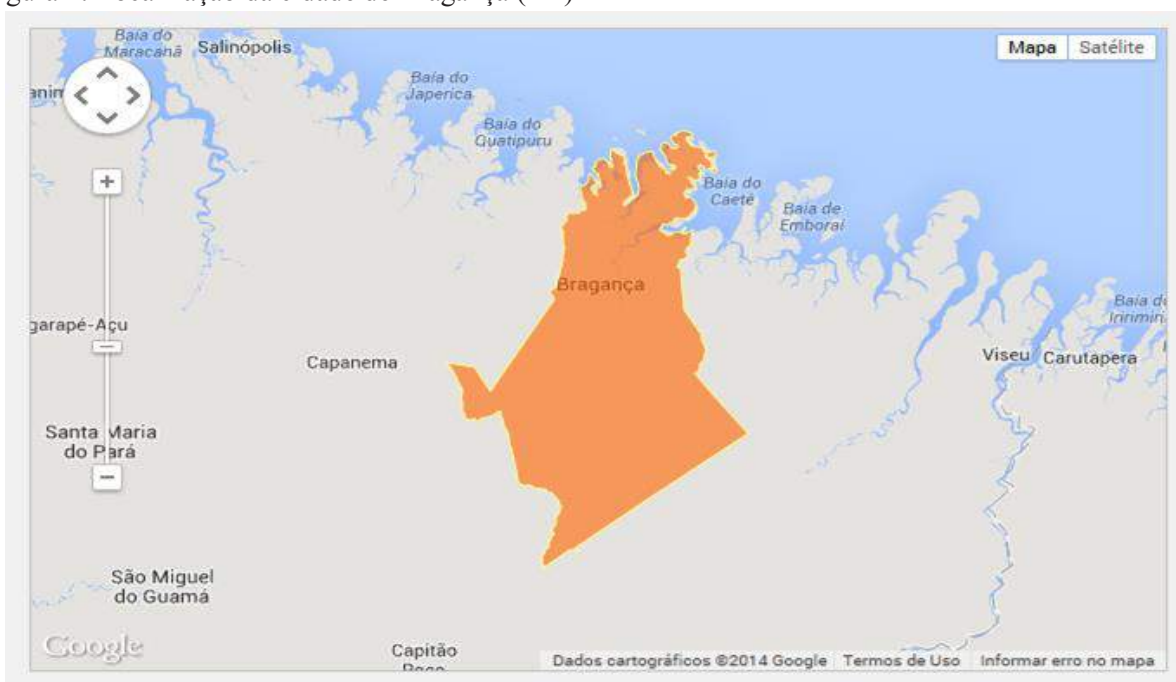 Baía do
Maracanã
Salinópolis
Mapa
Satélite
Baía do
Japerica
Baía do
Quatipuru
Baía do
Caeté
Baía de
Emboraí
Bragança
Baía d
Iririmiri
garapé-Açu
Capanema
Viseu
Carutapera
Santa Maria
do Pará
São Miguel
do Guamá
Capitão
Google
Dados cartográficos ©2014 Google
Termos de Uso
Informar erro no mapa